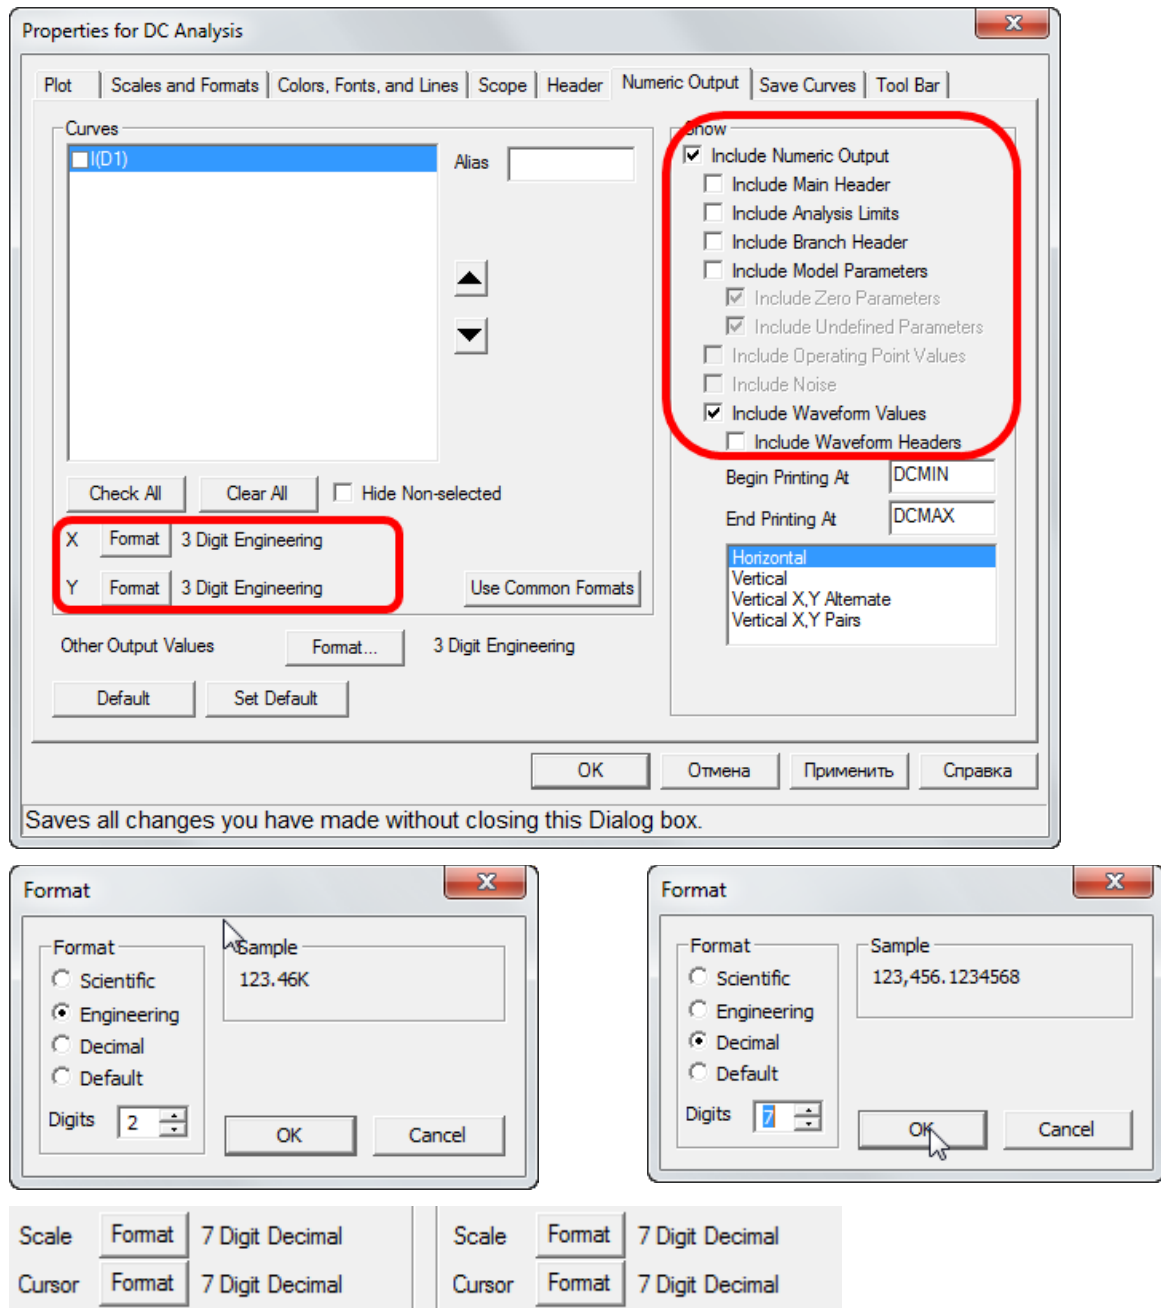 Properties for DC Analysis
Plot Scales and Formats Colors, Fonts, and Lines Scope Header Numeric Output Save Curves Tool Bar
Curves
I(D1)
Alias
Check All Clear All Hide Non-selected
X Format 3 Digit Engineering
Y Format 3 Digit Engineering
Use Common Formats
Other Output Values Format... 3 Digit Engineering
Default Set Default
Show
Include Numeric Output
Include Main Header
Include Analysis Limits
Include Branch Header
Include Model Parameters
Include Zero Parameters
Include Undefined Parameters
Include Operating Point Values
Include Noise
Include Waveform Values
Include Waveform Headers
Begin Printing At DCMIN
End Printing At DCMAX
Horizontal
Vertical
Vertical X,Y Alternate
Vertical X,Y Pairs
OK Отмена Применить Справка
Saves all changes you have made without closing this Dialog box.
Format
Format
Scientific
Engineering
Decimal
Default
Digits 2
Sample
123.46K
OK Cancel
Format
Format
Scientific
Engineering
Decimal
Default
Digits 7
Sample
123,456.1234568
OK Cancel
Scale Format 7 Digit Decimal
Cursor Format 7 Digit Decimal
Scale Format 7 Digit Decimal
Cursor Format 7 Digit Decimal